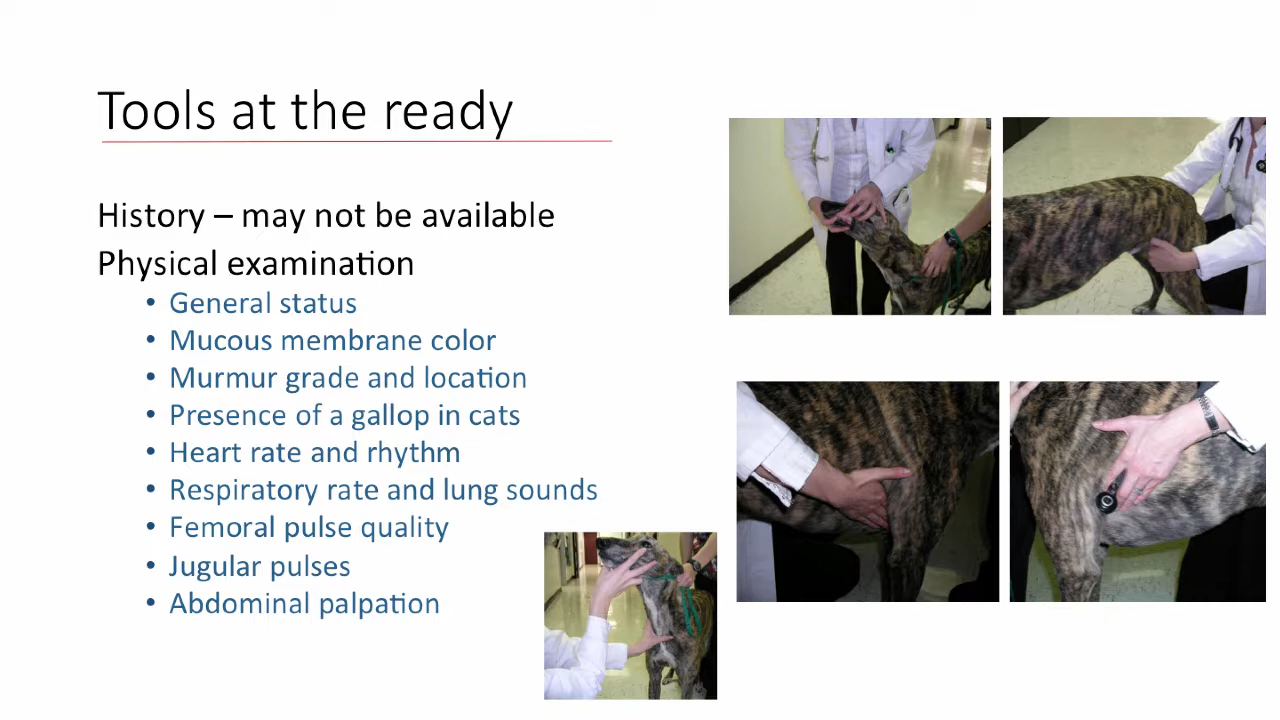 Tools at the ready
History – may not be available
Physical examination
• General status
• Mucous membrane color
• Murmur grade and location
• Presence of a gallop in cats
• Heart rate and rhythm
• Respiratory rate and lung sounds
• Femoral pulse quality
• Jugular pulses
• Abdominal palpation